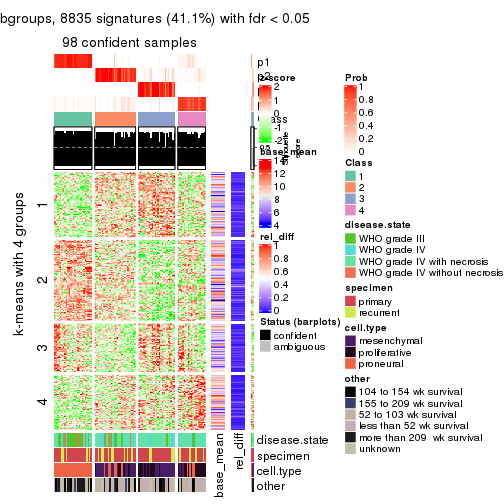 bgroups, 8835 signatures (41.1%) with fdr < 0.05
98 confident samples
p1
p2
z-score
2
1
-2
base_mean
14
12
10
8
6
4
rel_diff
1
0.8
0.6
0.4
0.2
0
Status (barplots)
confident
ambiguous
Prob
1
0.8
0.6
0.4
0.2
0
Class
1
2
3
4
disease.state
WHO grade III
WHO grade IV
WHO grade IV with necrosis
WHO grade IV without necrosis
specimen
primary
recurrent
cell.type
mesenchymal
proliferative
proneural
other
104 to 154 wk survival
155 to 209 wk survival
52 to 103 wk survival
less than 52 wk survival
more than 209  wk survival
unknown
k-means with 4 groups
1
2
3
4
base_mean
rel_diff
disease.state
specimen
cell.type
other